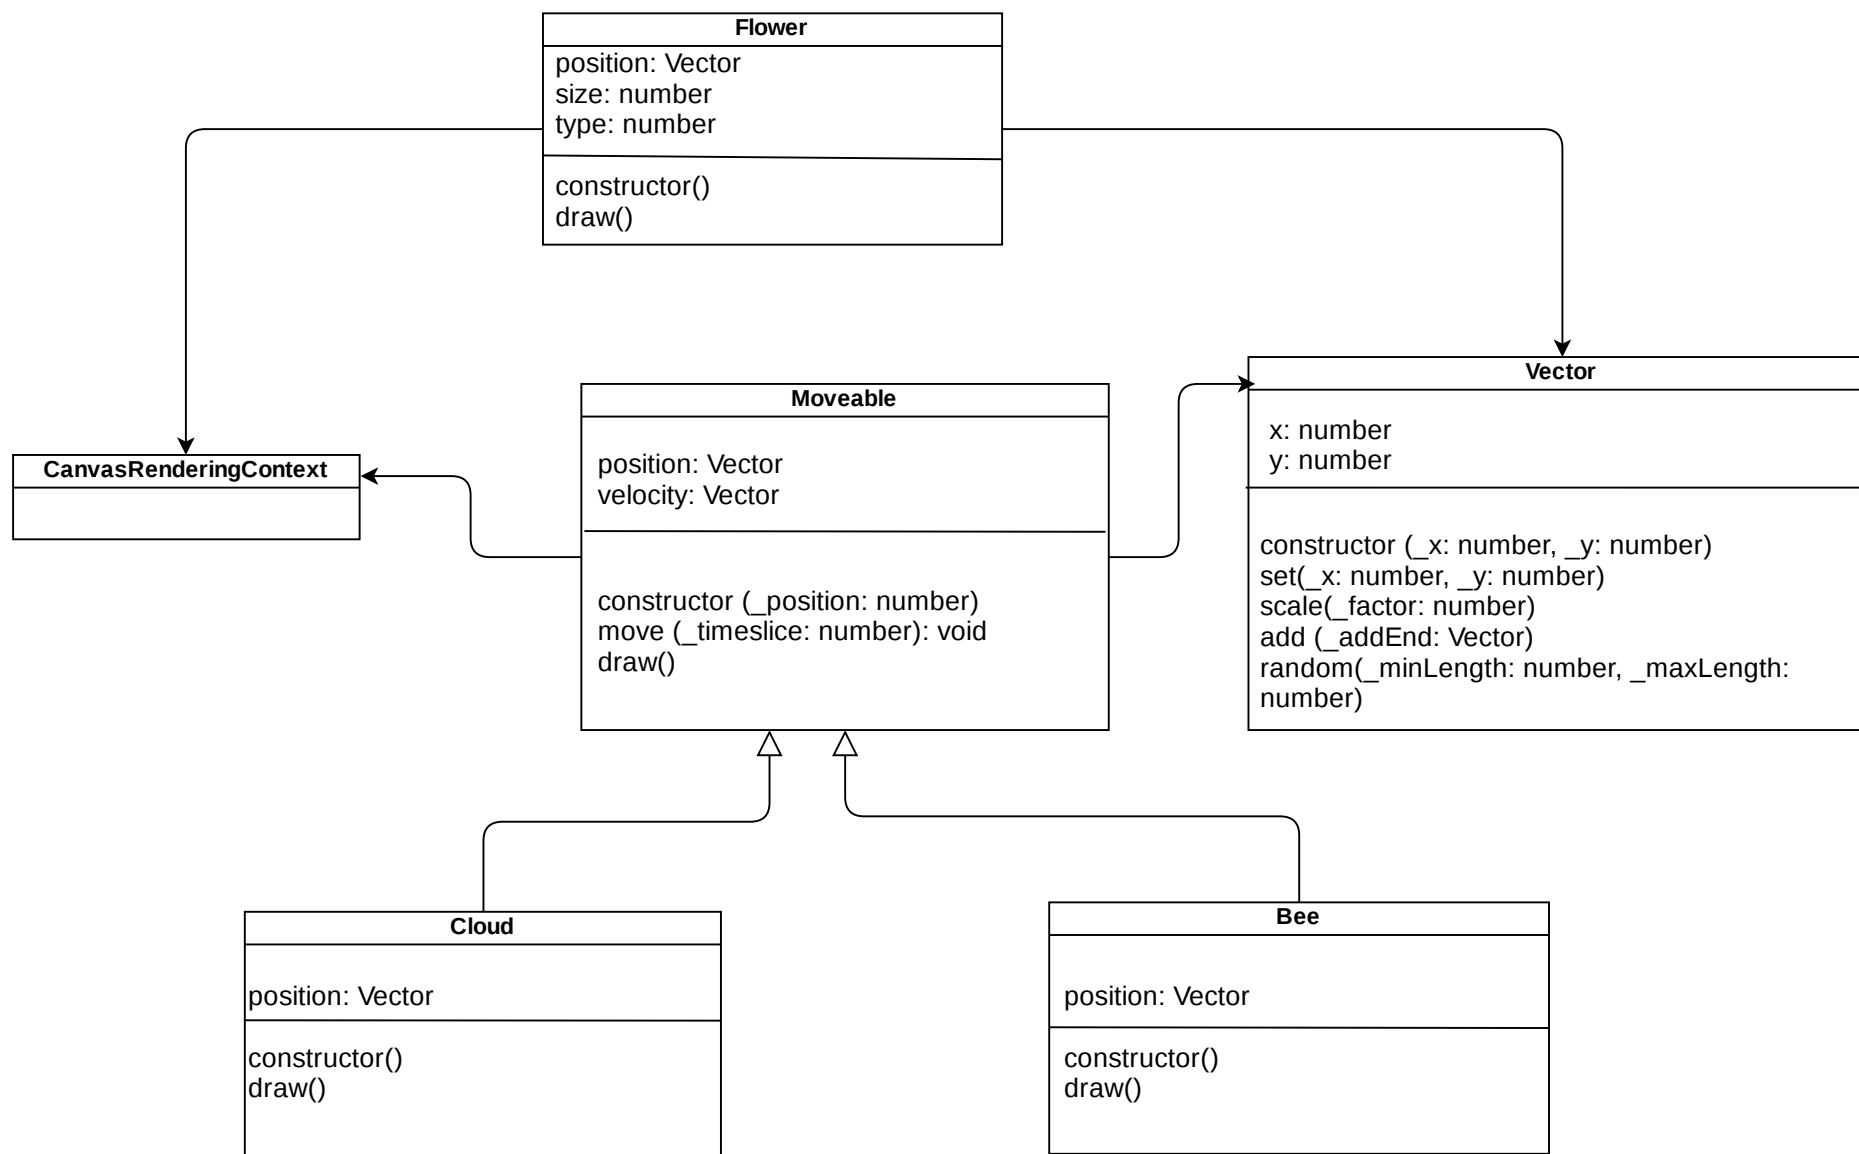 Flower
position: Vector
size: number
type: number
constructor()
draw()
CanvasRenderingContext
Moveable
position: Vector
velocity: Vector
constructor (_position: number)
move (_timeslice: number): void
draw()
Vector
x: number
y: number
constructor (_x: number, _y: number)
set(_x: number, _y: number)
scale(_factor: number)
add (_addEnd: Vector)
random(_minLength: number, _maxLength:
number)
Cloud
position: Vector
constructor()
draw()
Bee
position: Vector
constructor()
draw()